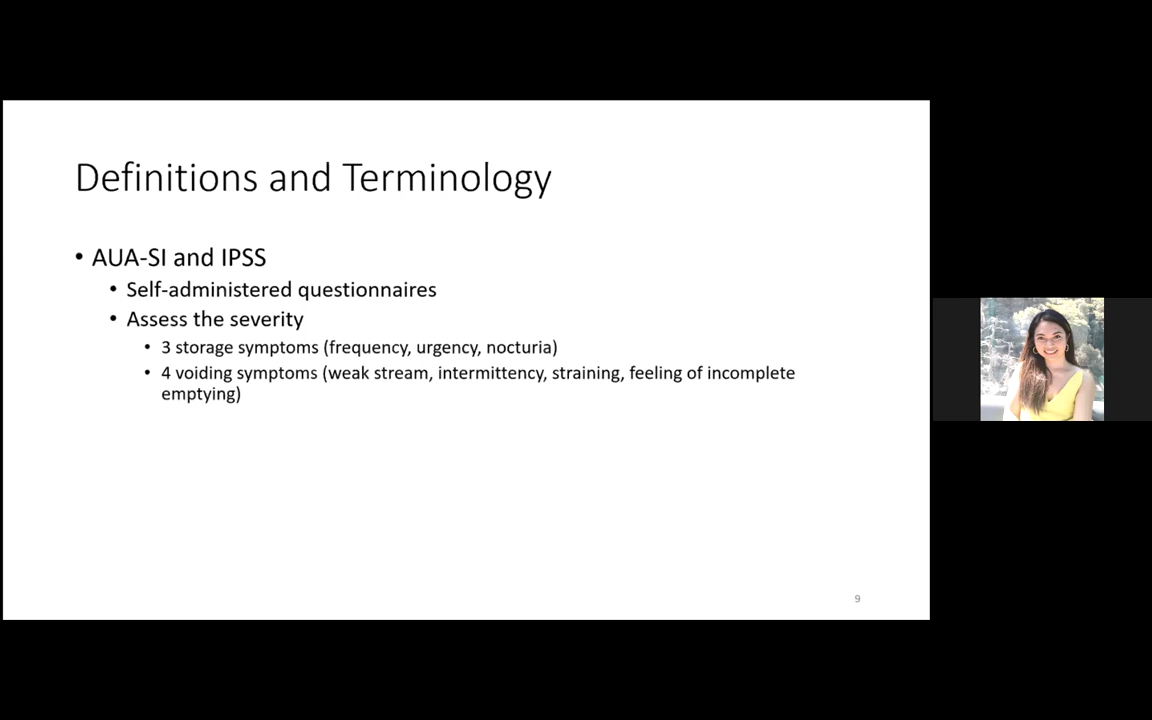 Definitions and Terminology
• AUA-SI and IPSS
• Self-administered questionnaires
• Assess the severity
• 3 storage symptoms (frequency, urgency, nocturia)
• 4 voiding symptoms (weak stream, intermittency, straining, feeling of incomplete
emptying)
9